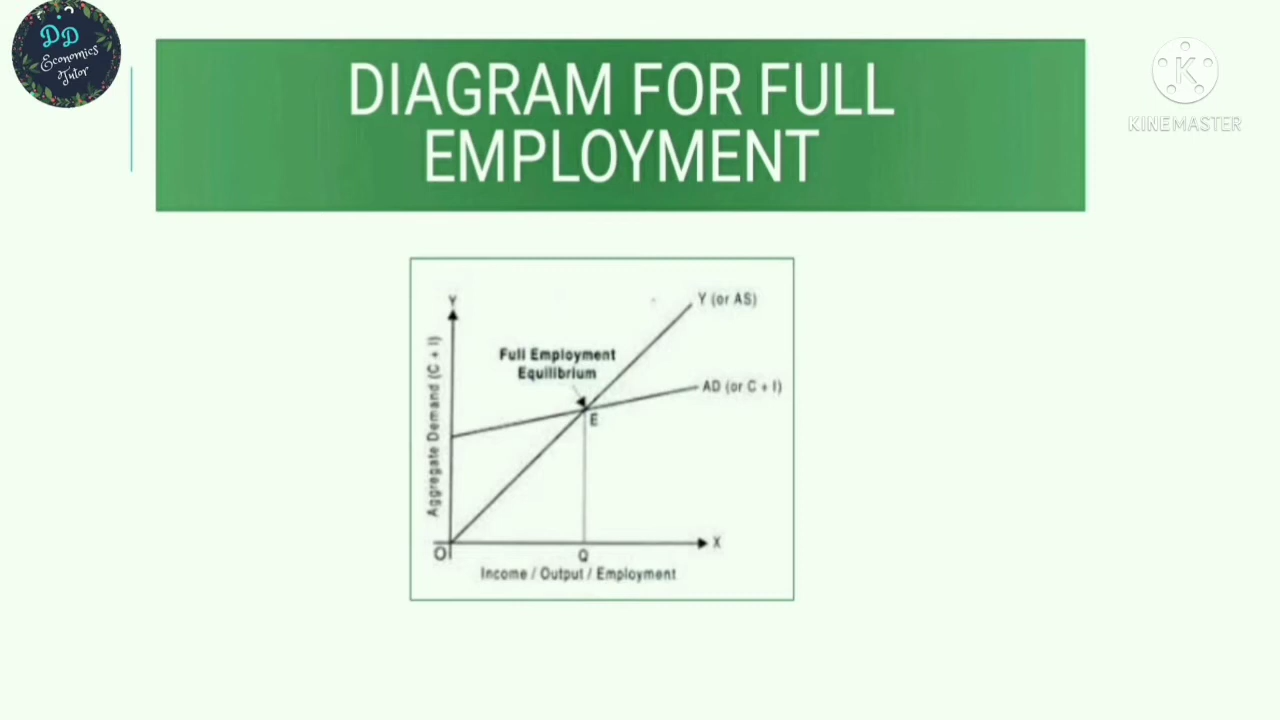 DD
Economics
Tutor
DIAGRAM FOR FULL
EMPLOYMENT
K
KINEMASTER
Y
Y (or AS)
Full Employment
Equilibrium
AD (or C + I)
E
Aggregate Demand (C + I)
O
Q
X
Income / Output / Employment